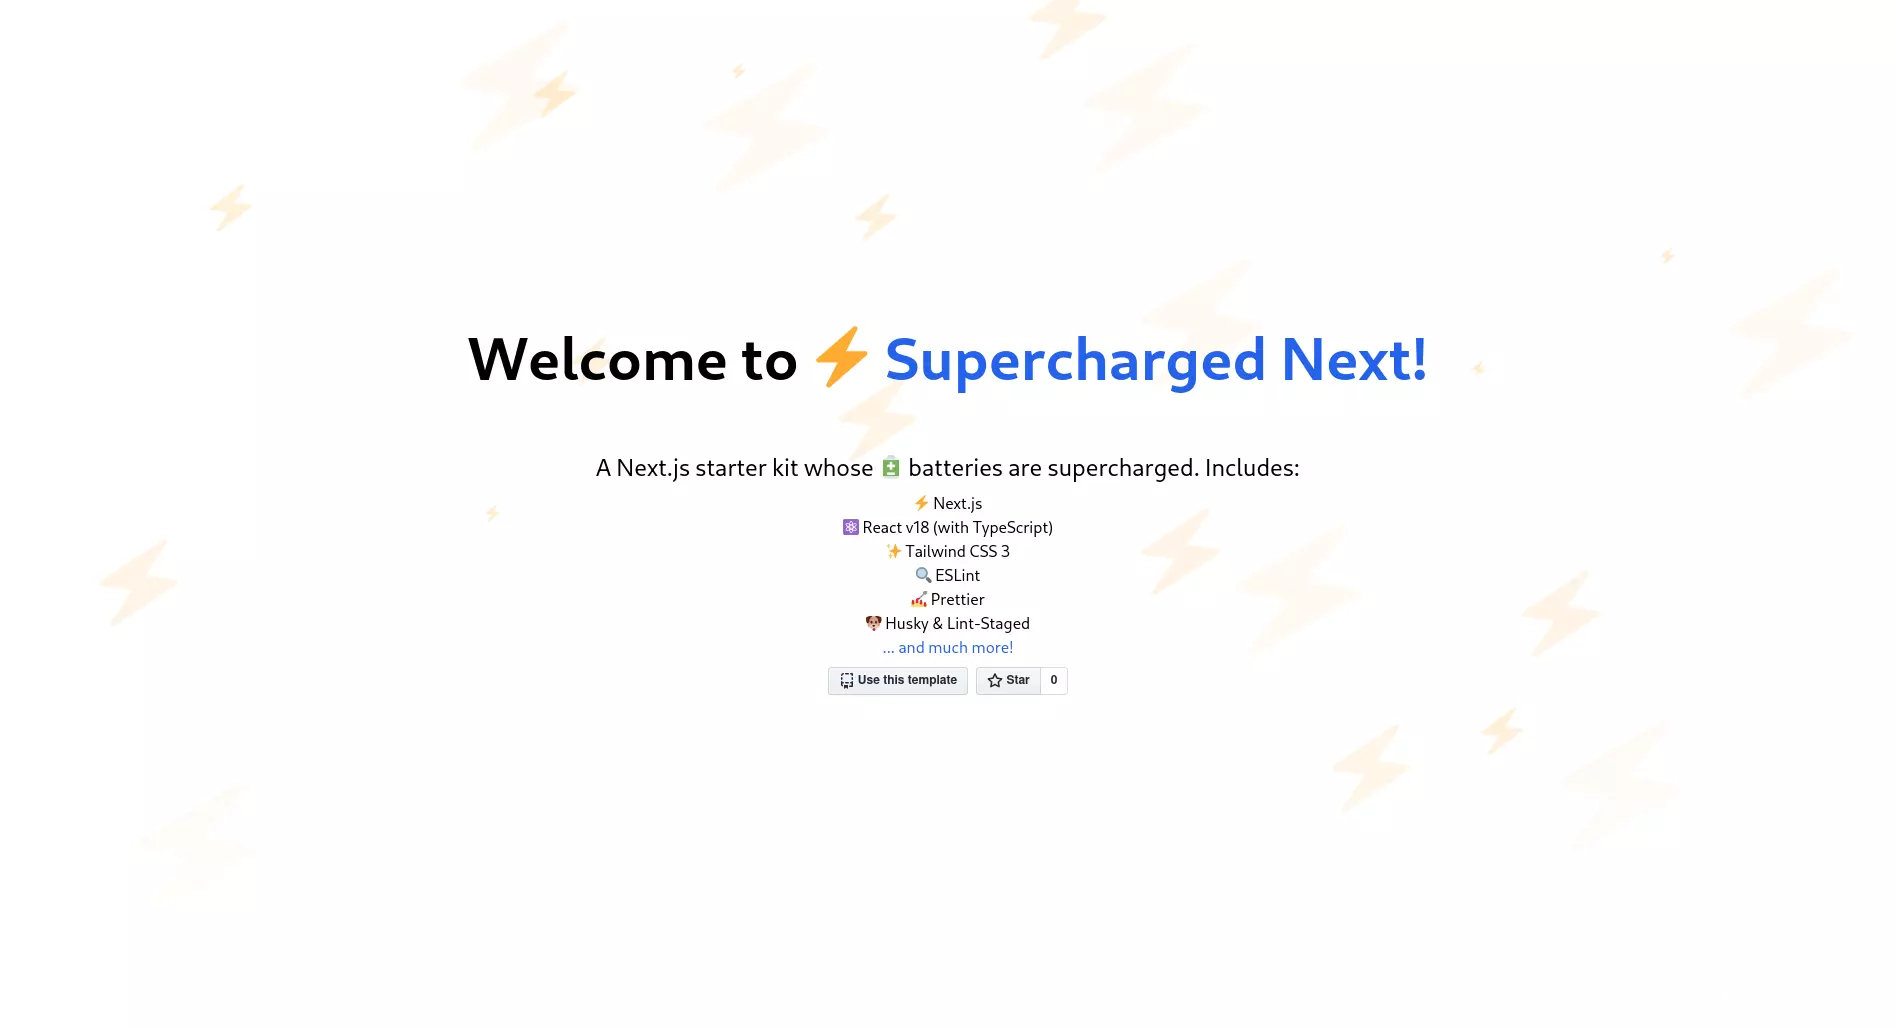 Welcome to ⚡ Supercharged Next!
A Next.js starter kit whose 🔋 batteries are supercharged. Includes:
⚡ Next.js
⚛️ React v18 (with TypeScript)
✨ Tailwind CSS 3
🔍 ESLint
💅 Prettier
🐶 Husky & Lint-Staged
... and much more!
Use this template Star 0